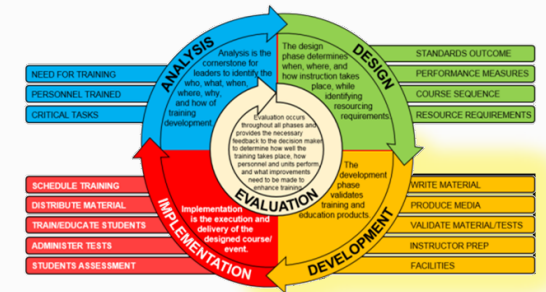 ANALYSIS
Analysis is the
cornerstone for
leaders to identify the
who, what, when,
where, why,
and how of
training
development.
NEED FOR TRAINING
PERSONNEL TRAINED
CRITICAL TASKS
DESIGN
The design
phase determines
when, where, and
how instruction takes
place, while
identifying
resourcing
requirements
STANDARDS OUTCOME
PERFORMANCE MEASURES
COURSE SEQUENCE
RESOURCE REQUIREMENTS
Evaluation occurs
throughout all phases and
provides the necessary
feedback to the decision maker
to determine how well the
training takes place, how
personnel and units perform,
and what improvements
need to be made to
enhance training
EVALUATION
SCHEDULE TRAINING
DISTRIBUTE MATERIAL
TRAIN/EDUCATE STUDENTS
ADMINISTER TESTS
STUDENTS ASSESSMENT
IMPLEMENTATION
Implementation
is the execution and
delivery of the
designed course/
event.
The
development
phase
validates
training and
education products
DEVELOPMENT
WRITE MATERIAL
PRODUCE MEDIA
VALIDATE MATERIAL/TESTS
INSTRUCTOR PREP
FACILITIES